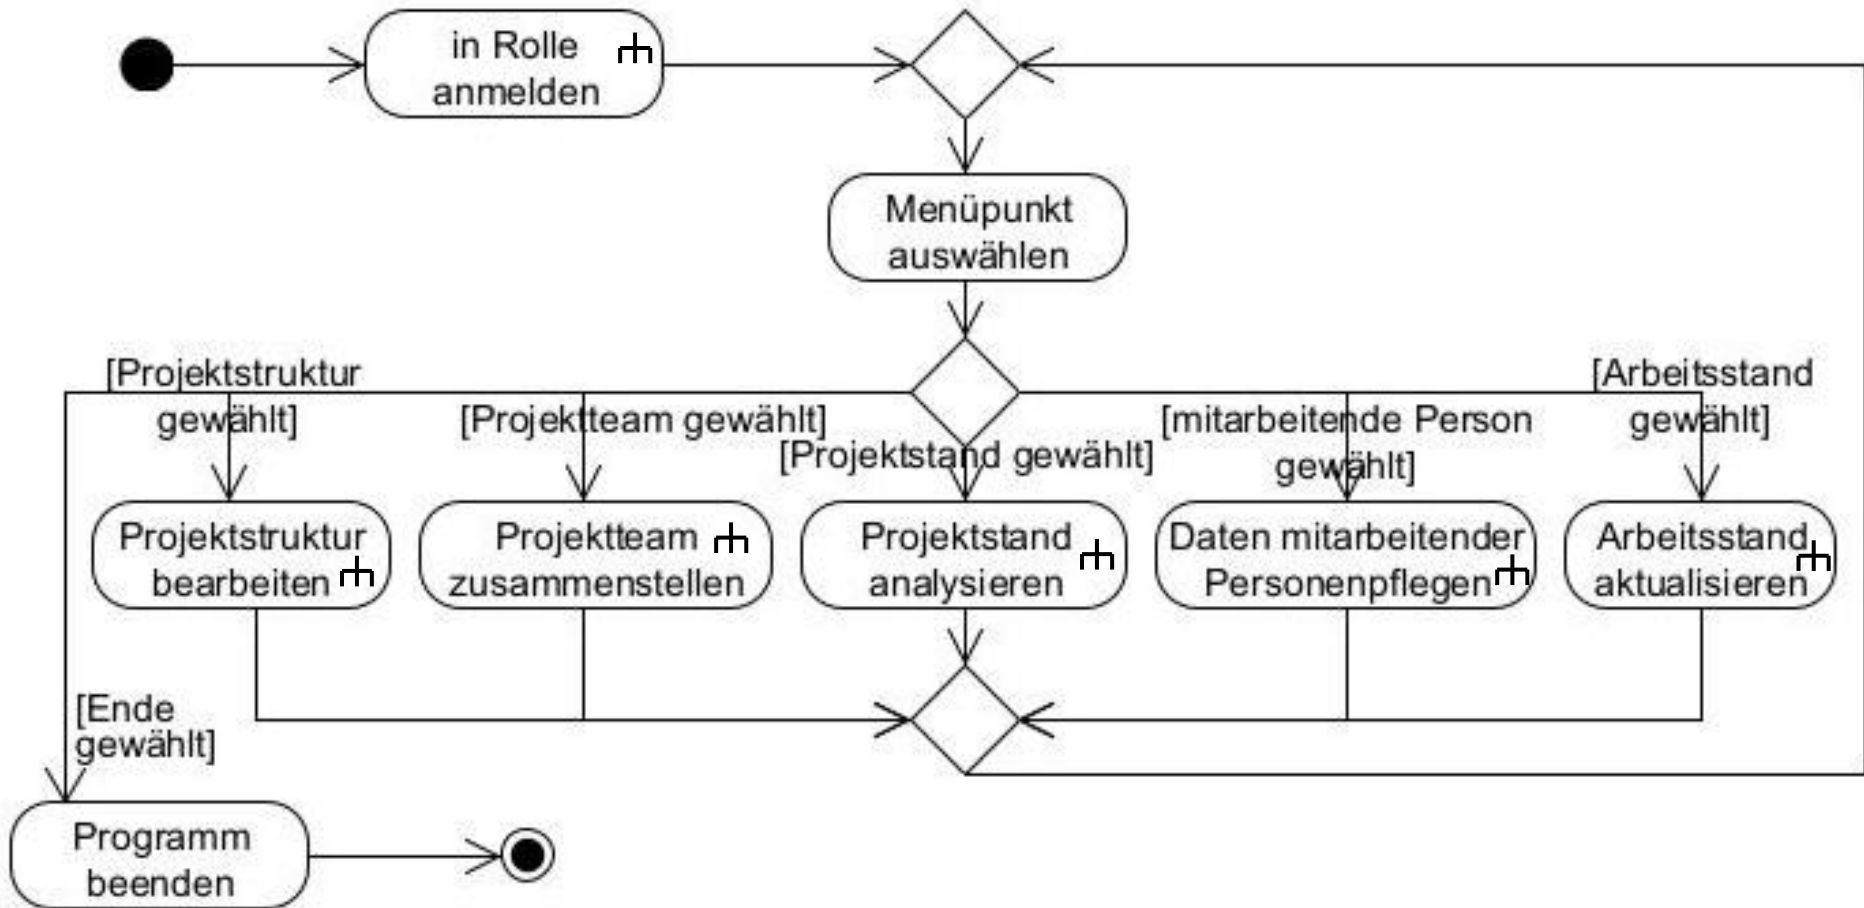 in Rolle
anmelden
Menüpunkt
auswählen
[Projektstruktur
gewählt]
[Projektteam gewählt]
[Projektstand gewählt]
[mitarbeitende Person
gewählt]
[Arbeitsstand
gewählt]
Projektstruktur
bearbeiten
Projektteam
zusammenstellen
Projektstand
analysieren
Daten mitarbeitender
Personenpflegen
Arbeitsstand
aktualisieren
[Ende
gewählt]
Programm
beenden